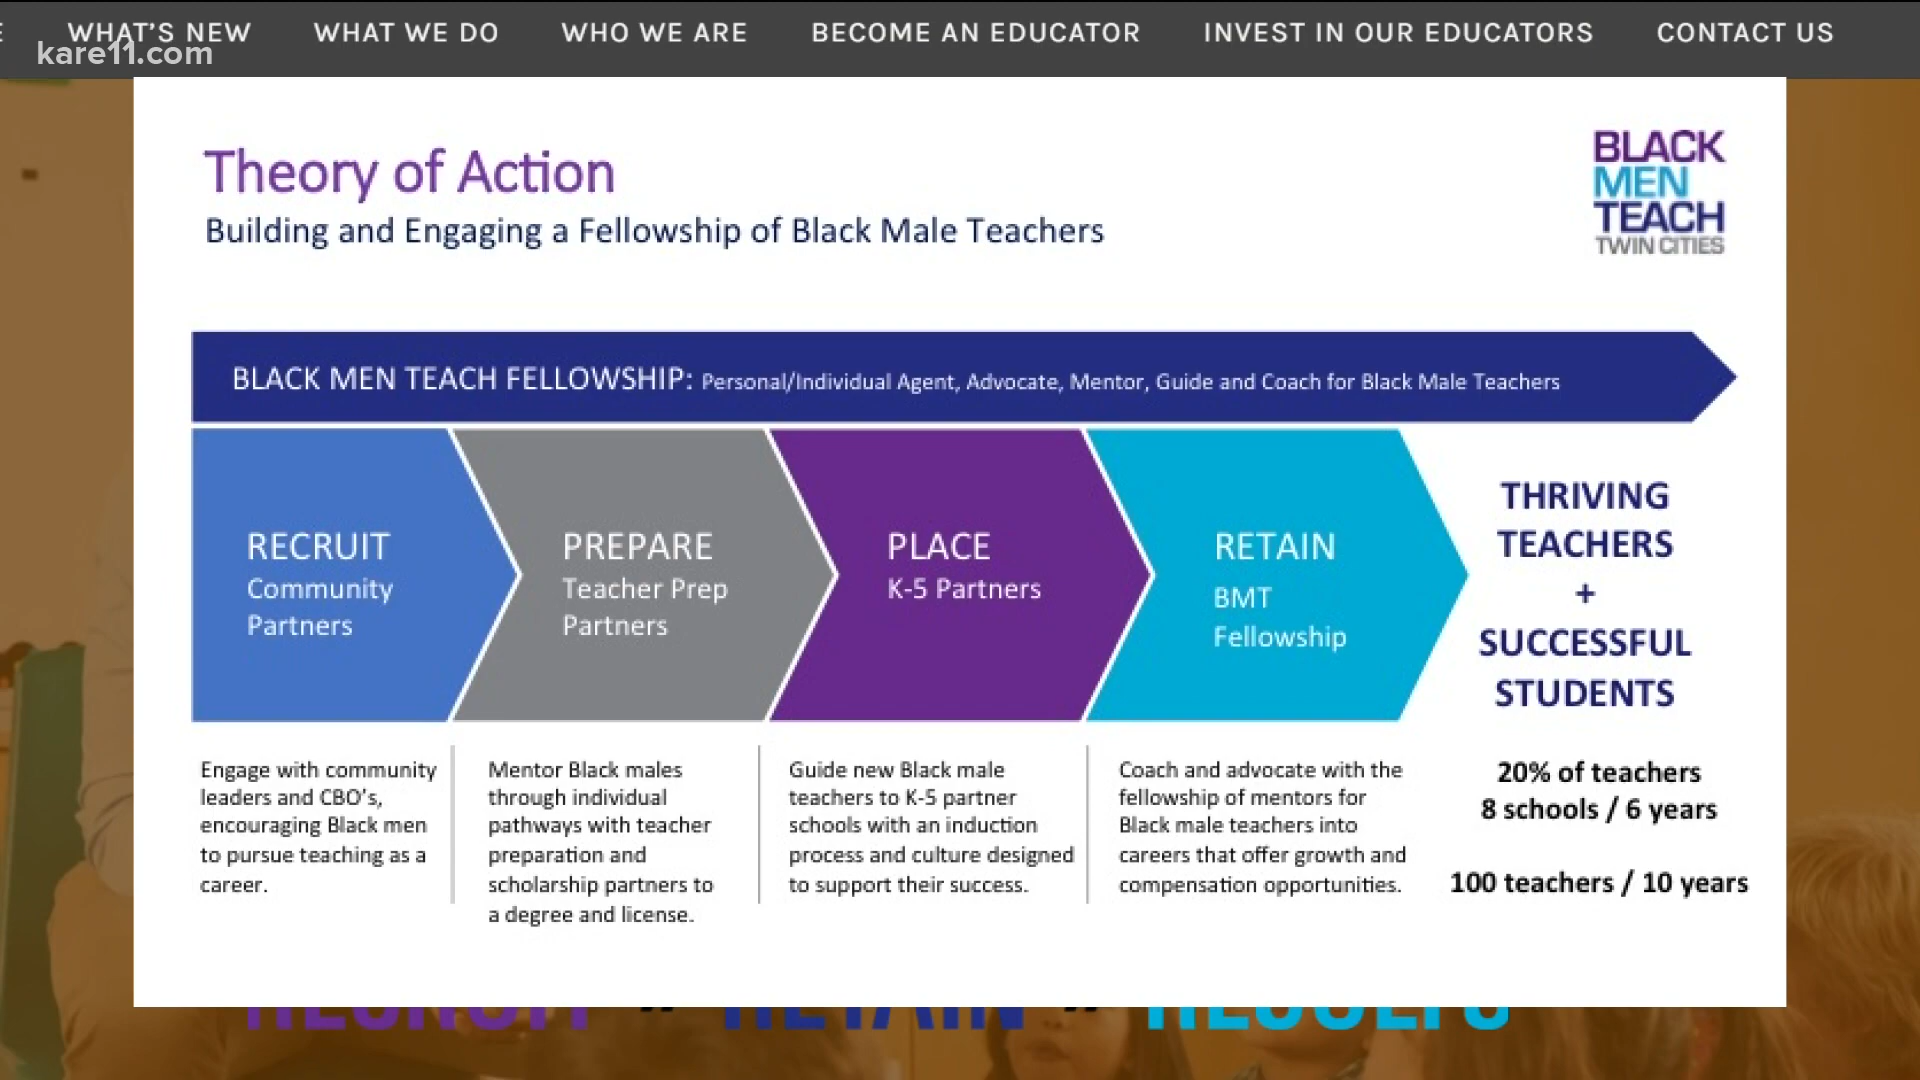 WHAT'S NEW WHAT WE DO WHO WE ARE BECOME AN EDUCATOR INVEST IN OUR EDUCATORS CONTACT US
kare11.com
Theory of Action
Building and Engaging a Fellowship of Black Male Teachers
BLACK
MEN
TEACH
TWIN CITIES
BLACK MEN TEACH FELLOWSHIP: Personal/Individual Agent, Advocate, Mentor, Guide and Coach for Black Male Teachers
RECRUIT
Community
Partners
PREPARE
Teacher Prep
Partners
PLACE
K-5 Partners
RETAIN
BMT
Fellowship
THRIVING
TEACHERS
+
SUCCESSFUL
STUDENTS
Engage with community
leaders and CBO's,
encouraging Black men
to pursue teaching as a
career.
Mentor Black males
through individual
pathways with teacher
preparation and
scholarship partners to
a degree and license.
Guide new Black male
teachers to K-5 partner
schools with an induction
process and culture designed
to support their success.
Coach and advocate with the
fellowship of mentors for
Black male teachers into
careers that offer growth and
compensation opportunities.
20% of teachers
8 schools / 6 years
100 teachers / 10 years
RECRUIT // RETAIN // RESULTS